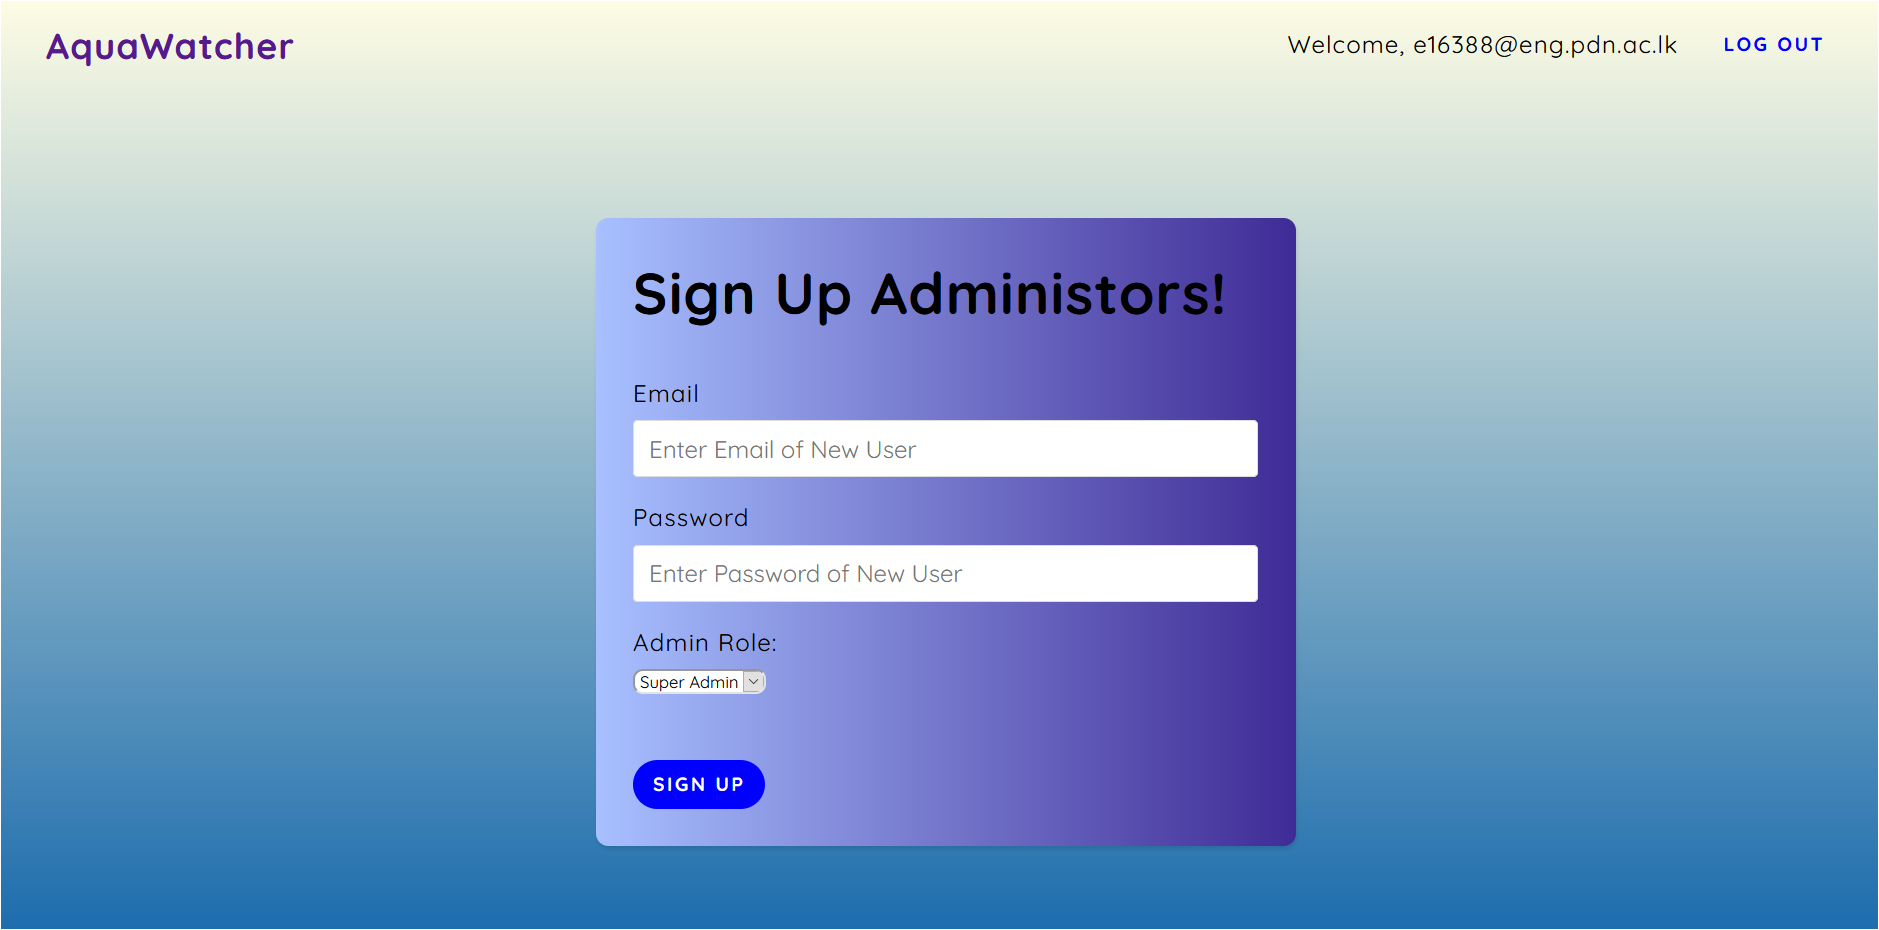 AquaWatcher
Welcome, e16388@eng.pdn.ac.lk
LOG OUT
Sign Up Administors!
Email
Enter Email of New User
Password
Enter Password of New User
Admin Role:
Super Admin
SIGN UP